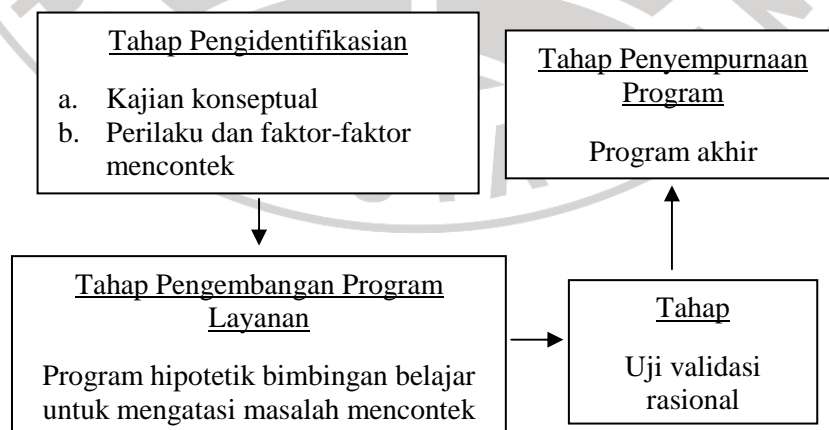 Tahap Pengidentifikasian
a. Kajian konseptual
b. Perilaku dan faktor-faktor
mencontek
Tahap Pengembangan Program
Layanan
Program hipotetik bimbingan belajar
untuk mengatasi masalah mencontek
Tahap
Uji validasi
rasional
Tahap Penyempurnaan
Program
Program akhir